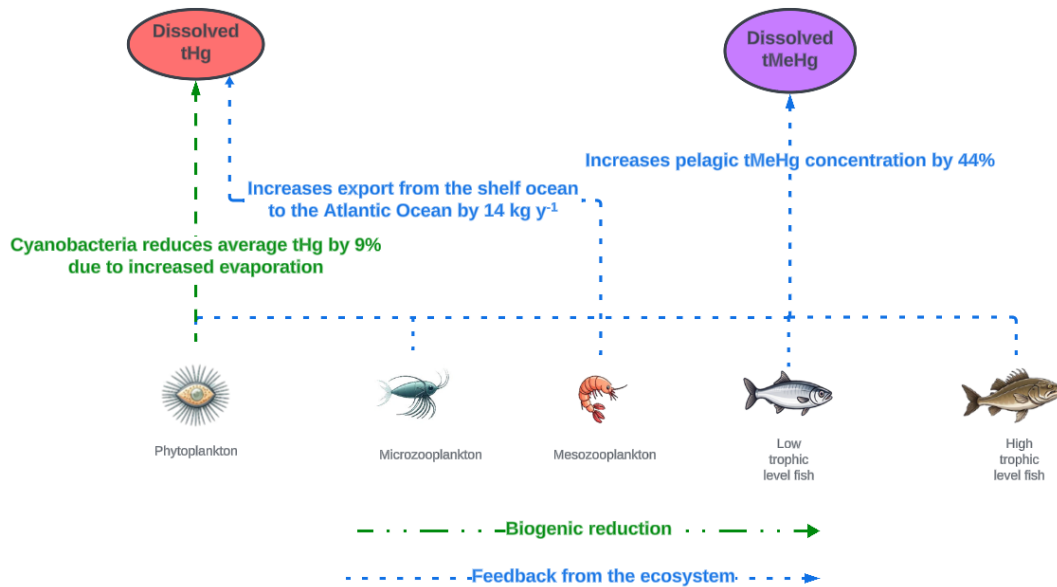 Dissolved
tHg
Dissolved
tMeHg
Increases pelagic tMeHg concentration by 44%
Increases export from the shelf ocean
to the Atlantic Ocean by 14 kg y⁻¹
Cyanobacteria reduces average tHg by 9%
due to increased evaporation
Phytoplankton
Microzooplankton
Mesozooplankton
Low
trophic
level fish
High
trophic
level fish
Biogenic reduction
Feedback from the ecosystem